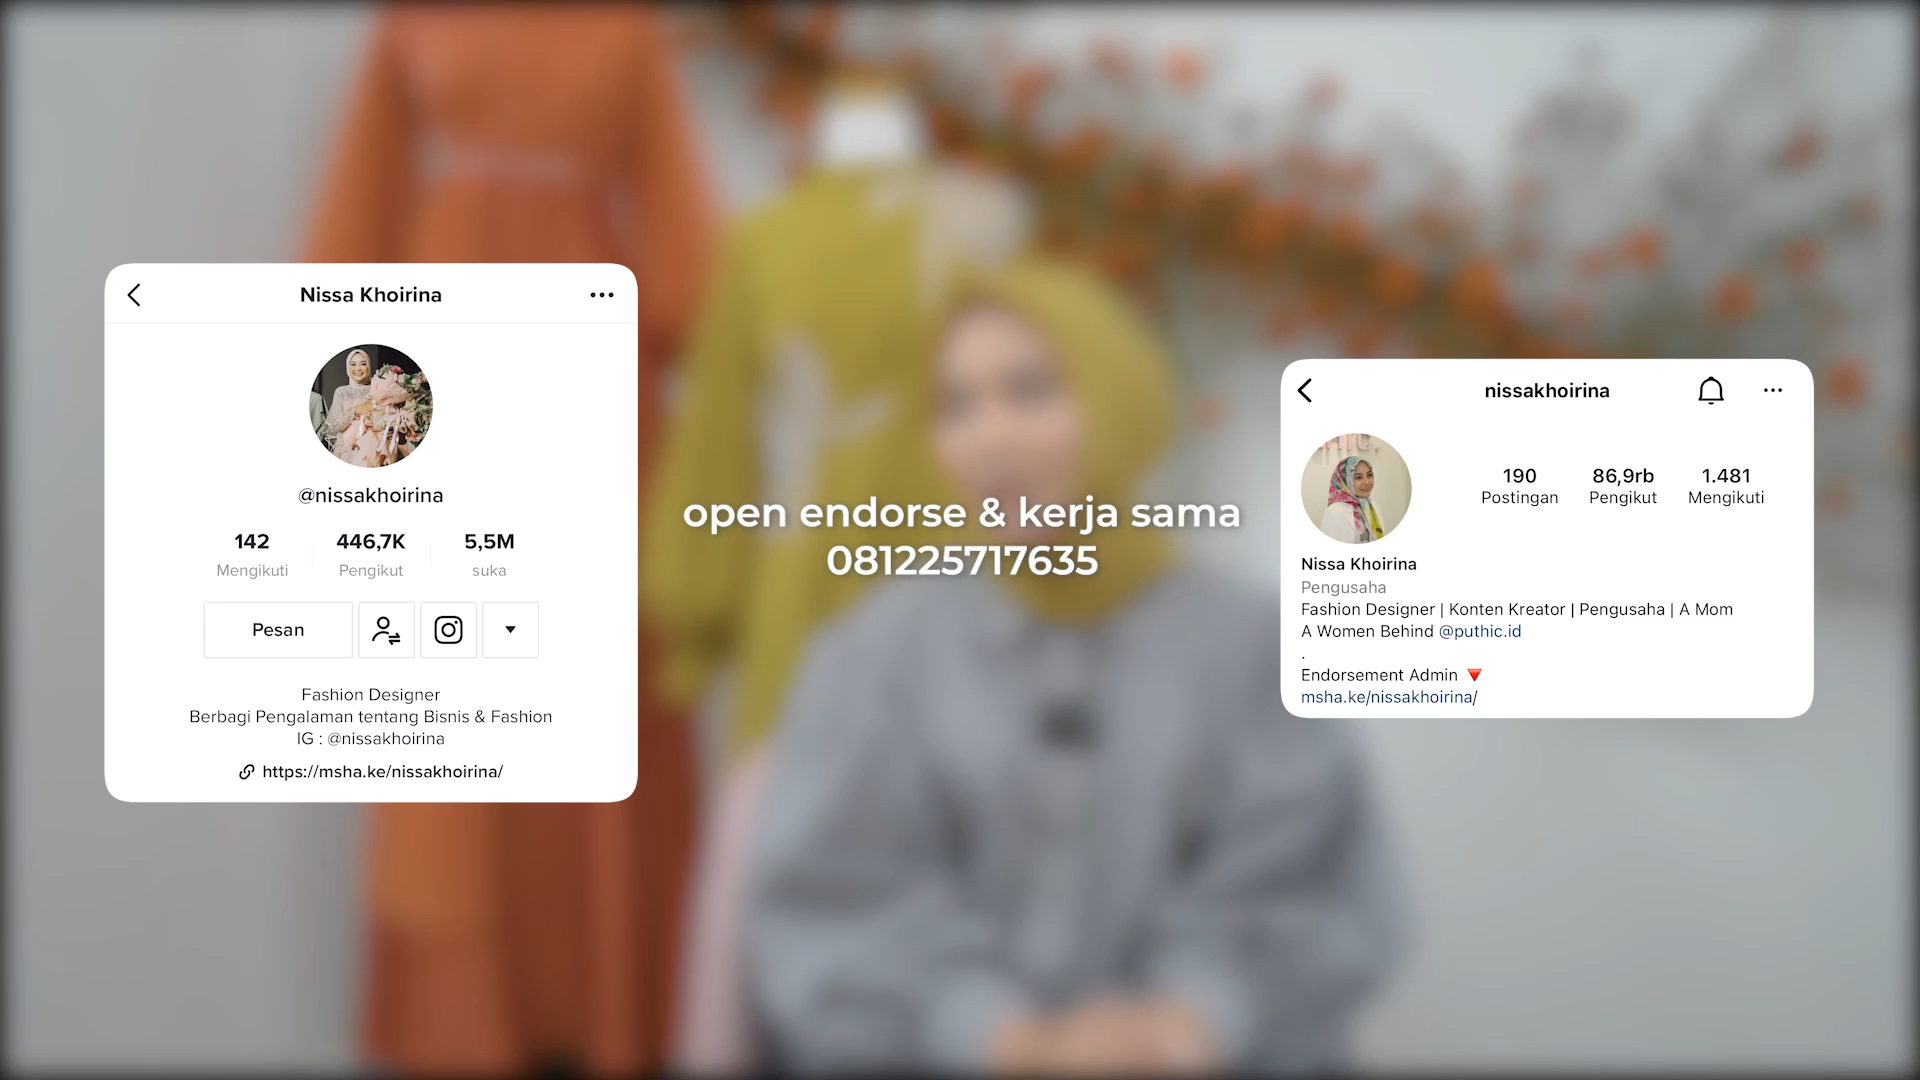 Nissa Khoirina
@nissakhoirina
142 446,7K 5,5M
Mengikuti Pengikut suka
Pesan
Fashion Designer
Berbagi Pengalaman tentang Bisnis & Fashion
IG : @nissakhoirina
https://msha.ke/nissakhoirina/
open endorse & kerja sama
081225717635
nissakhoirina
190 86,9rb 1.481
Postingan Pengikut Mengikuti
Nissa Khoirina
Pengusaha
Fashion Designer | Konten Kreator | Pengusaha | A Mom
A Women Behind @puthic.id
.
Endorsement Admin 🔻
msha.ke/nissakhoirina/